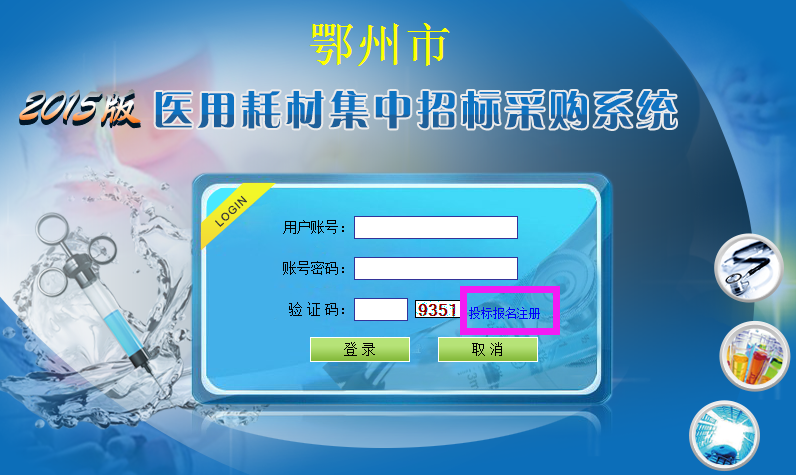 鄂州市
2015版 医用耗材集中招标采购系统
LOGIN
用户账号：
账号密码：
验证码： 9351 投标报名注册
登录 取消